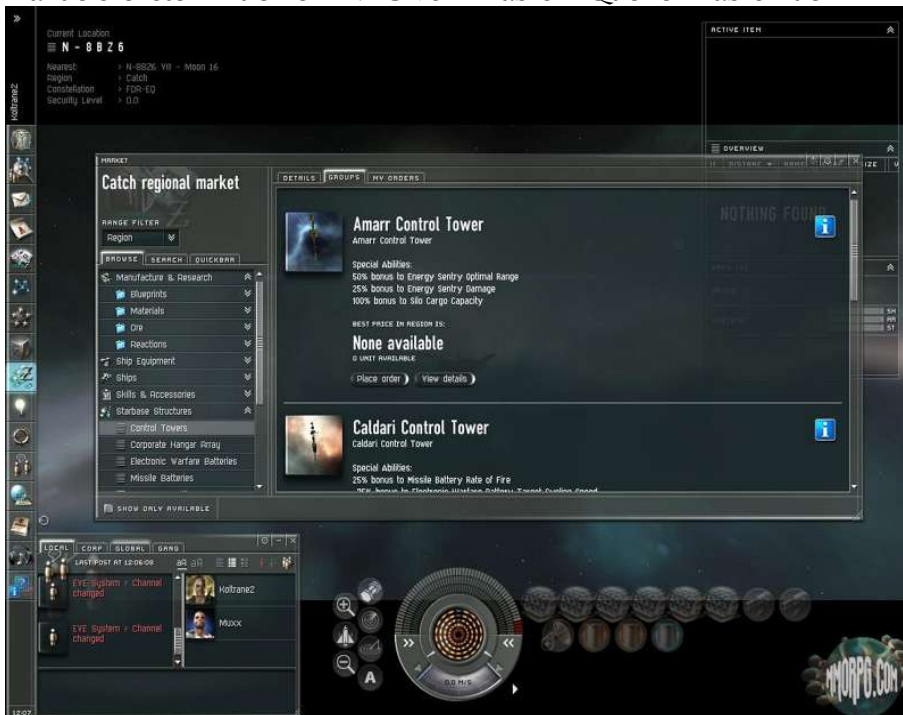 Current Location
N - 8 B Z 6
Nearest > N-8BZ6 VII - Moon 16
Region > Catch
Constellation > FDR-EQ
Security Level > 0.0
Koltrane2
ACTIVE ITEM
OVERVIEW
DISTANCE
SIZE
NOTHING FOUND
MARKET
Catch regional market
RANGE FILTER
Region
BROWSE SEARCH QUICKBAR
Manufacture & Research
Blueprints
Materials
Ore
Reactions
Ship Equipment
Ships
Skills & Accessories
Starbase Structures
Control Towers
Corporate Hangar Array
Electronic Warfare Batteries
Missile Batteries
SHOW ONLY AVAILABLE
DETAILS GROUPS MY ORDERS
Amarr Control Tower
Amarr Control Tower
Special Abilities:
50% bonus to Energy Sentry Optimal Range
25% bonus to Energy Sentry Damage
100% bonus to Silo Cargo Capacity
BEST PRICE IN REGION IS:
None available
0 UNIT AVAILABLE
Place order View details
Caldari Control Tower
Caldari Control Tower
Special Abilities:
25% bonus to Missile Battery Rate of Fire
SH
AR
ST
LOCAL CORP GLOBAL GANG
LAST POST AT 12:06:08
EVE System > Channel
changed
EVE System > Channel
changed
Koltrane2
Muxx
A
0.0 M/S
12:07
MMORPG.COM